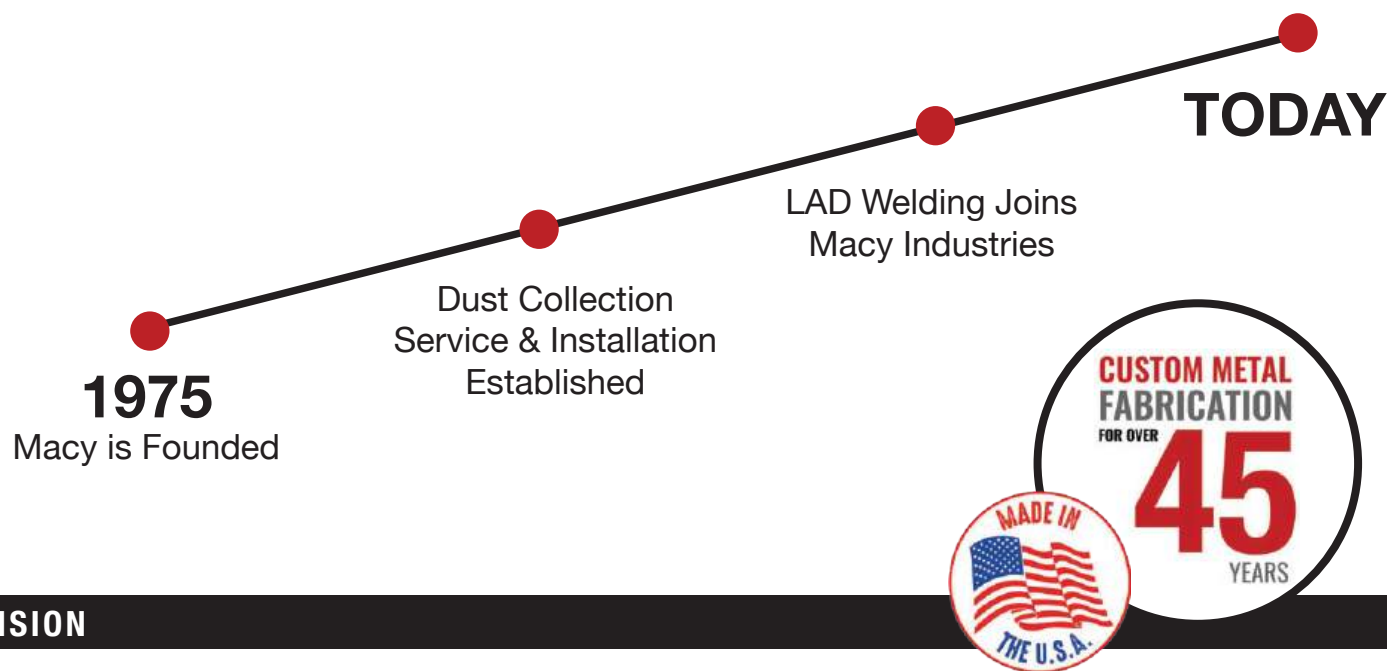 TODAY
LAD Welding Joins
Macy Industries
Dust Collection
Service & Installation
Established
1975
Macy is Founded
CUSTOM METAL
FABRICATION
FOR OVER
45
YEARS
MADE IN
THE U.S.A.
ISION